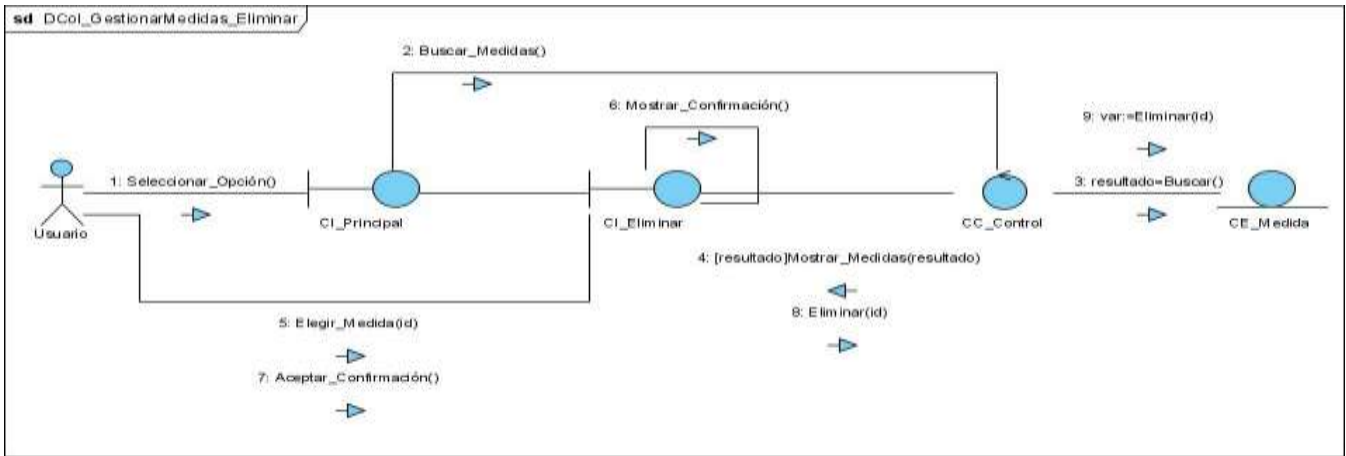 sd DCol_GestionarMedidas_Eliminar
2: Buscar_Medidas()
6: Mostrar_Confirmación()
9: var:=Eliminar(id)
1: Seleccionar_Opción()
3: resultado=Buscar()
Usuario
CI_Principal
CI_Eliminar
CC_Control
CE_Medida
4: [resultado]Mostrar_Medidas(resultado)
8: Eliminar(id)
5: Elegir_Medida(id)
7: Aceptar_Confirmación()